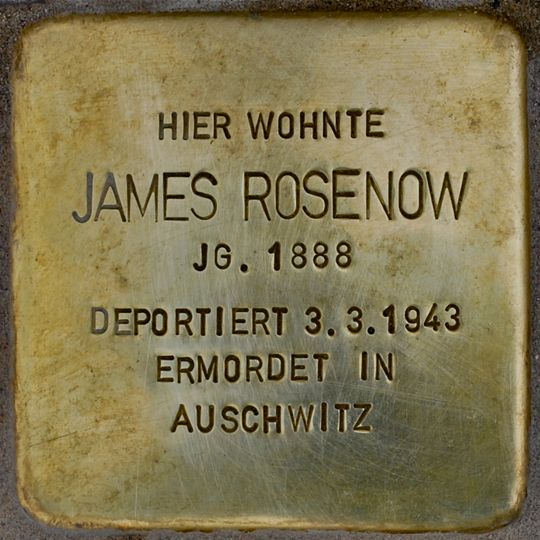 HIER WOHNTE
JAMES ROSENOW
JG. 1888
DEPORTIERT 3.3.1943
ERMORDET IN
AUSCHWITZ